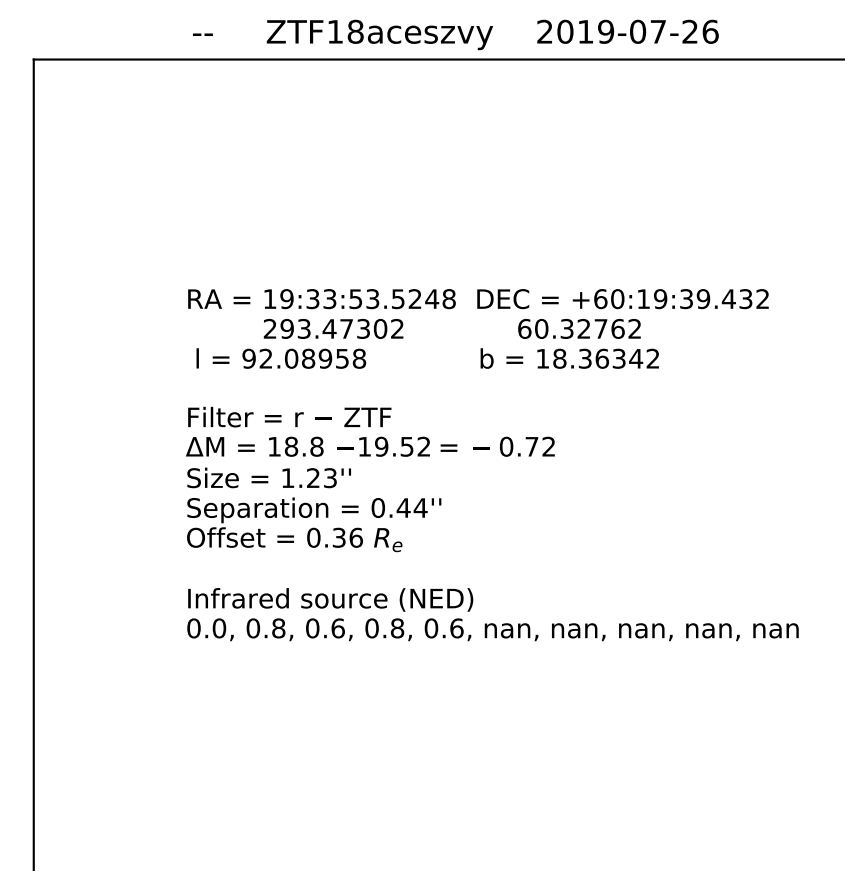 -- ZTF18aceszvy 2019-07-26
RA = 19:33:53.5248 DEC = +60:19:39.432
293.47302 60.32762
l = 92.08958 b = 18.36342
Filter = r − ZTF
ΔM = 18.8 −19.52 = − 0.72
Size = 1.23''
Separation = 0.44''
Offset = 0.36 Rₑ
Infrared source (NED)
0.0, 0.8, 0.6, 0.8, 0.6, nan, nan, nan, nan, nan